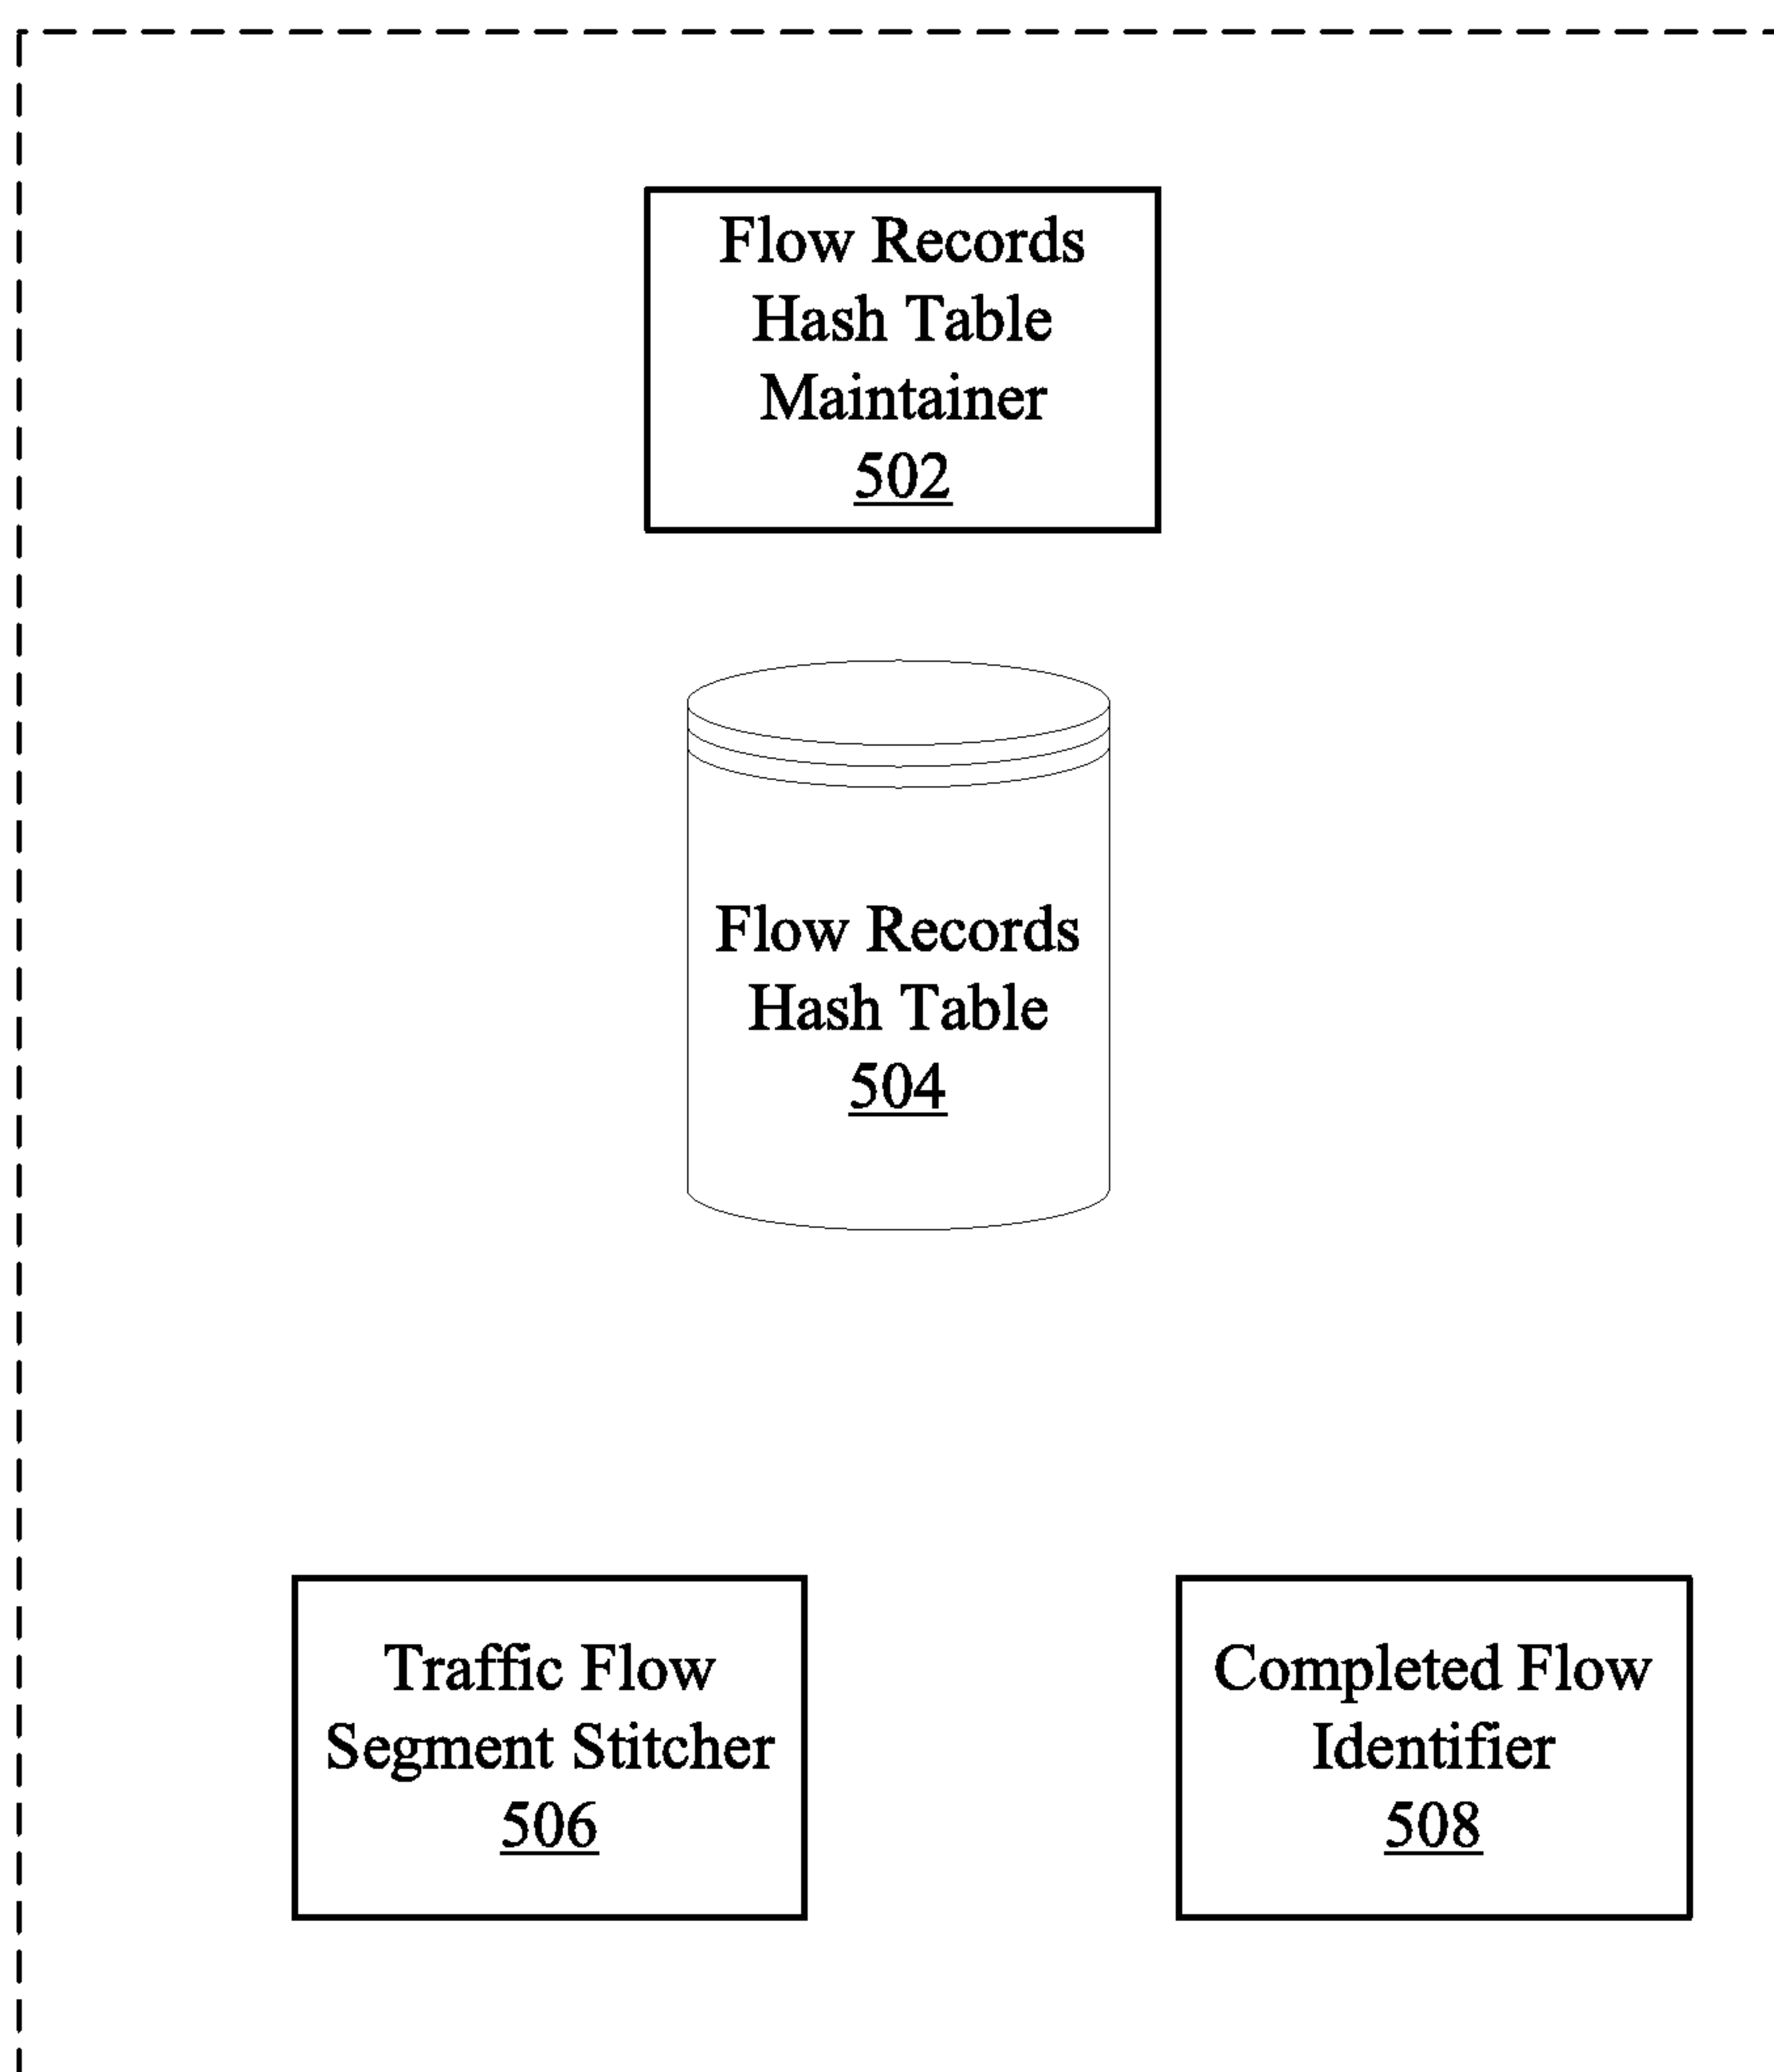 Flow Records
Hash Table
Maintainer
502
Flow Records
Hash Table
504
Traffic Flow
Segment Stitcher
506
Completed Flow
Identifier
508